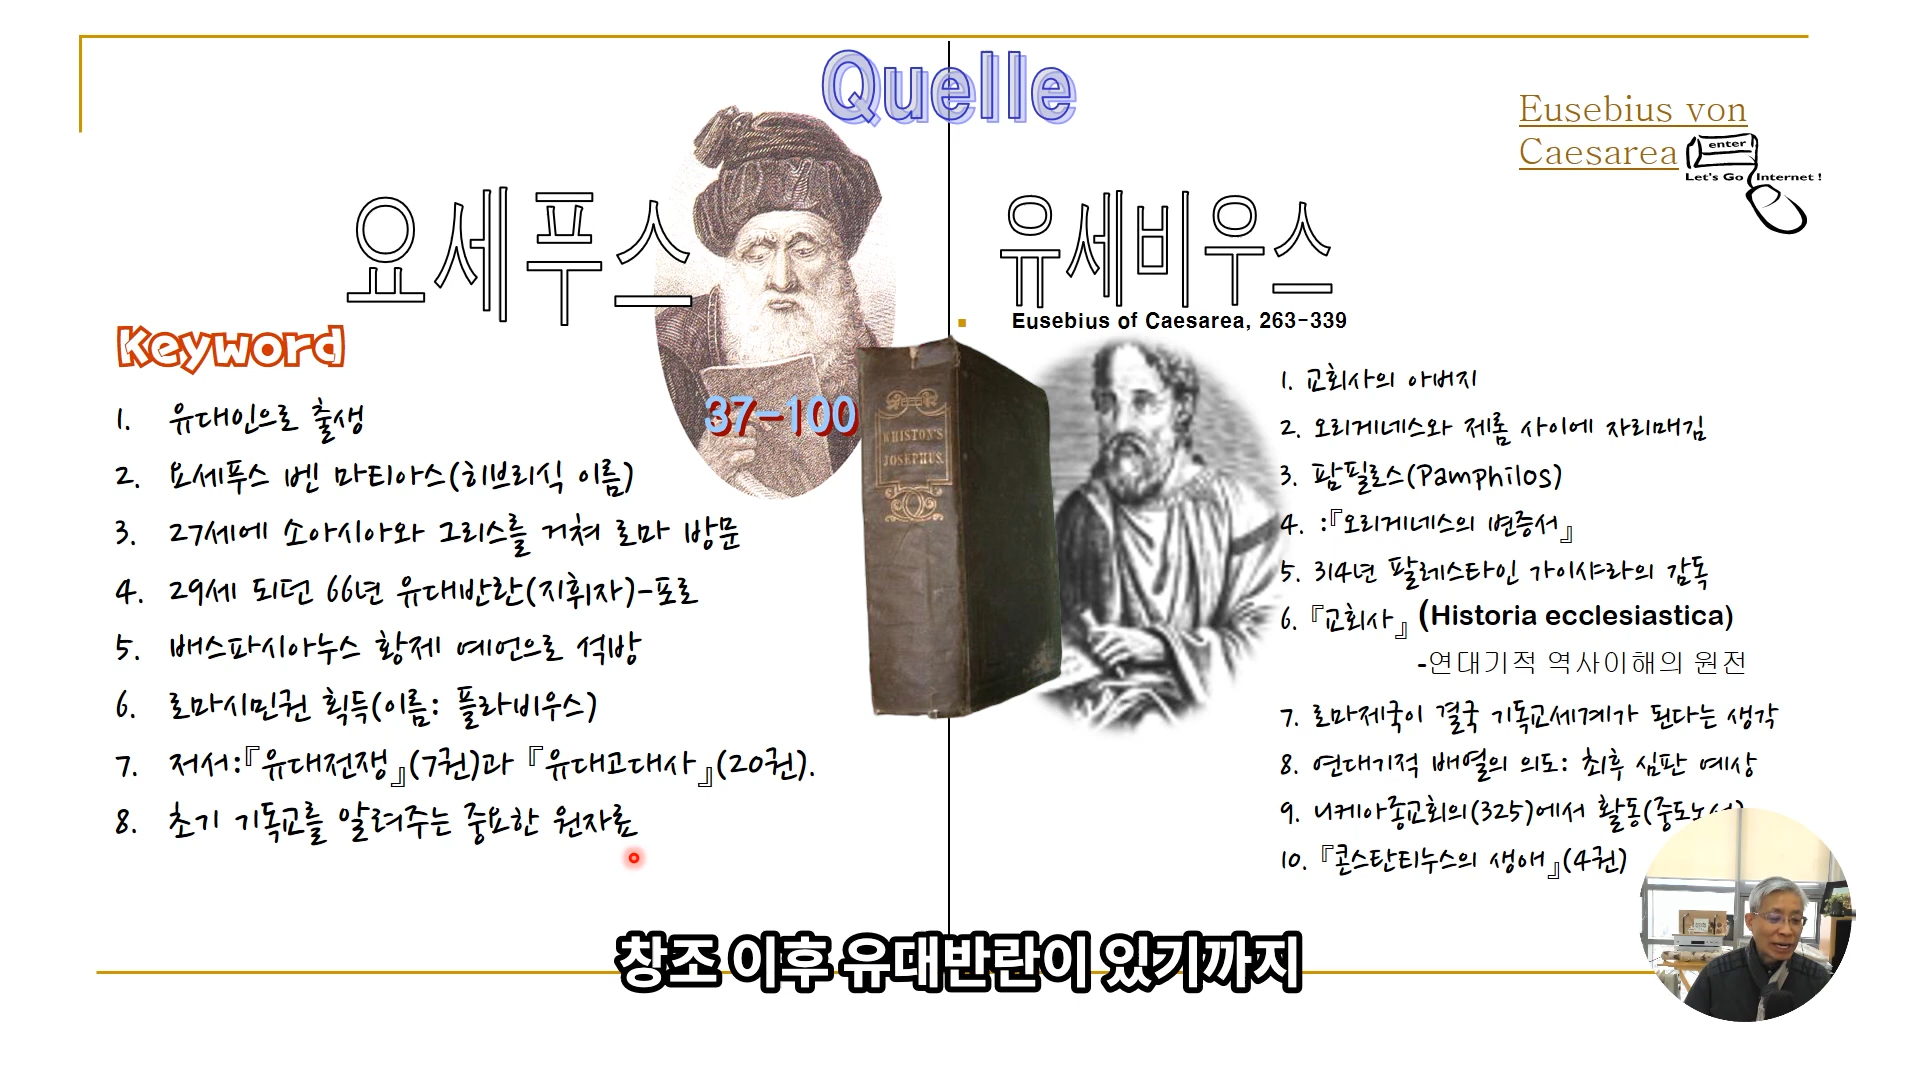 Quelle
Eusebius von
Caesarea
enter
Let's Go Internet !
요세푸스
유세비우스
Eusebius of Caesarea, 263-339
Keyword
37-100
WHISTON'S
JOSEPHUS.
1. 유대인으로 출생
2. 요세푸스 벤 마티아스(히브리식 이름)
3. 27세에 소아시아와 그리스를 거쳐 로마 방문
4. 29세 되던 66년 유대반란(지휘자)-포로
5. 배스파시아누스 황제 예언으로 석방
6. 로마시민권 획득(이름: 플라비우스)
7. 저서:『유대전쟁』(7권)과 『유대고대사』(20권).
8. 초기 기독교를 알려주는 중요한 원자료
1. 교회사의 아버지
2. 오리게네스와 제롬 사이에 자리매김
3. 팜필로스(Pamphilos)
4. :『오리게네스의 변증서』
5. 314년 팔레스타인 가이샤라의 감독
6. 『교회사』 (Historia ecclesiastica)
-연대기적 역사이해의 원전
7. 로마제국이 결국 기독교세계가 된다는 생각
8. 연대기적 배열의 의도: 최후 심판 예상
9. 니케아종교회의(325)에서 활동(중도노선)
10. 『콘스탄티누스의 생애』(4권)
창조 이후 유대반란이 있기까지